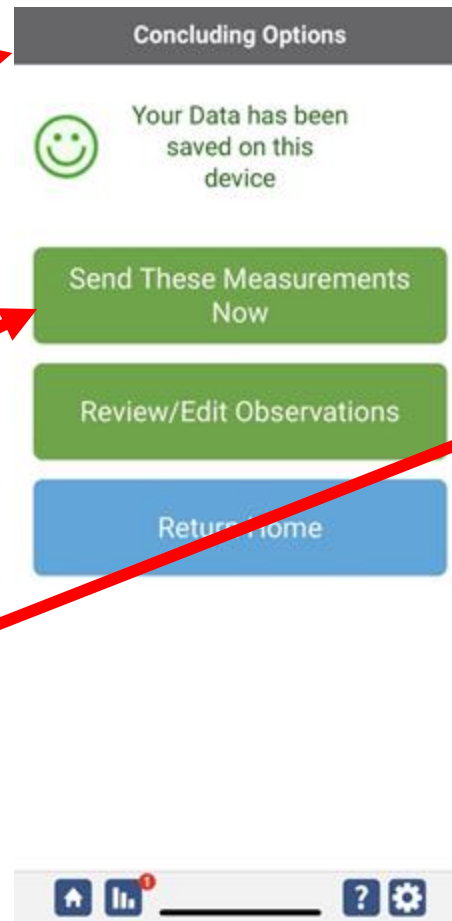 Concluding Options
Your Data has been
saved on this
device
Send These Measurements
Now
Review/Edit Observations
Return Home
1
?